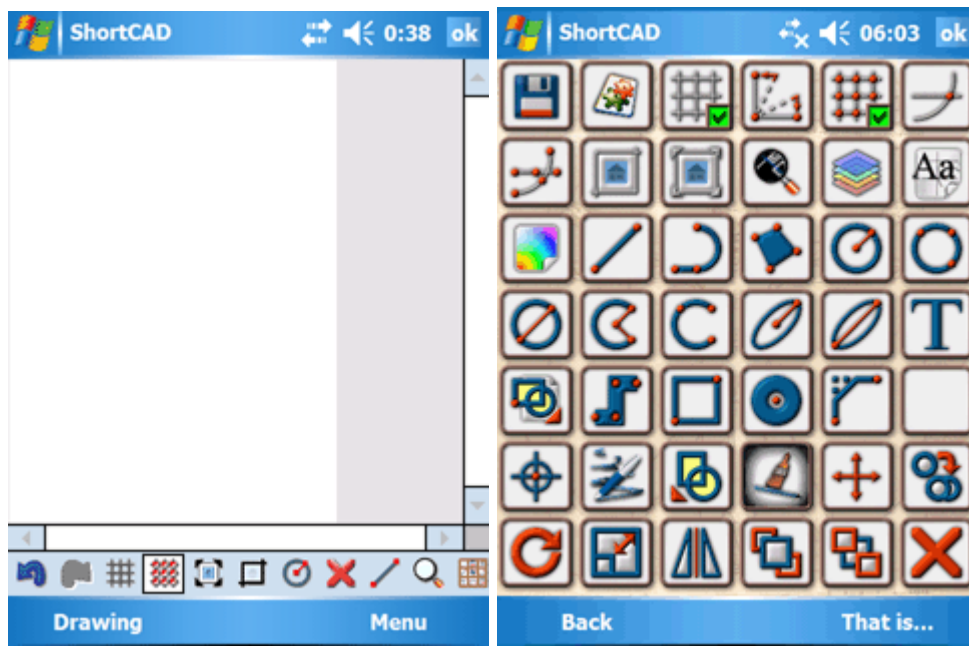 ShortCAD 0:38 ok
Drawing Menu
ShortCAD 06:03 ok
Aa
T
Back That is...